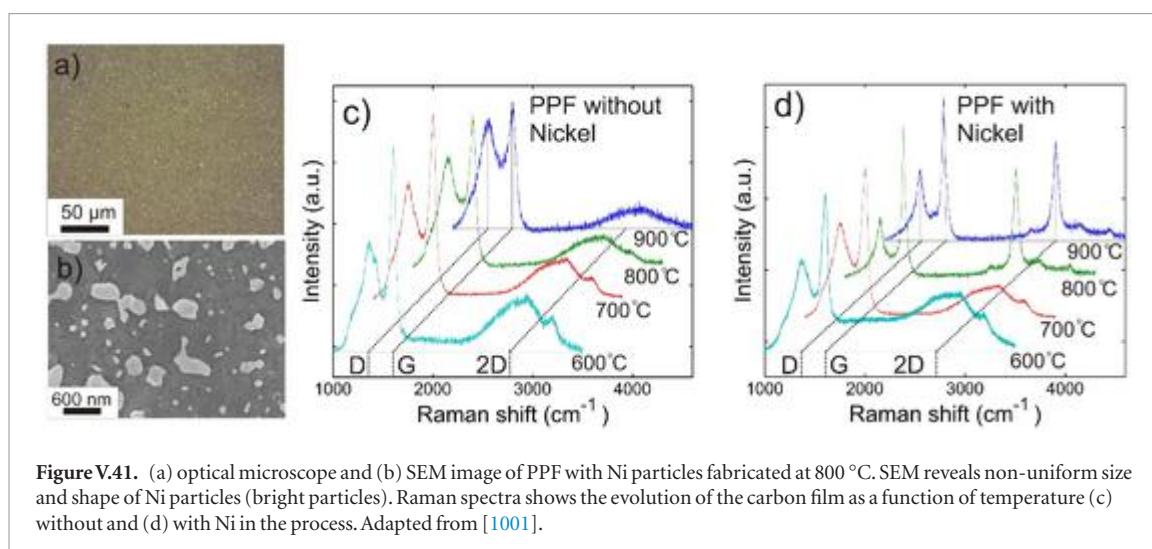 a)
50 µm
b)
600 nm
c)
PPF without
Nickel
Intensity (a.u.)
900°C
800°C
700°C
600°C
D
G
2D
1000
2000
3000
4000
Raman shift (cm⁻¹)
d)
PPF with
Nickel
Intensity (a.u.)
900°C
800°C
700°C
600°C
D
G
2D
1000
2000
3000
4000
Raman shift (cm⁻¹)
Figure V.41. (a) optical microscope and (b) SEM image of PPF with Ni particles fabricated at 800 °C. SEM reveals non-uniform size
and shape of Ni particles (bright particles). Raman spectra shows the evolution of the carbon film as a function of temperature (c)
without and (d) with Ni in the process. Adapted from [1001].